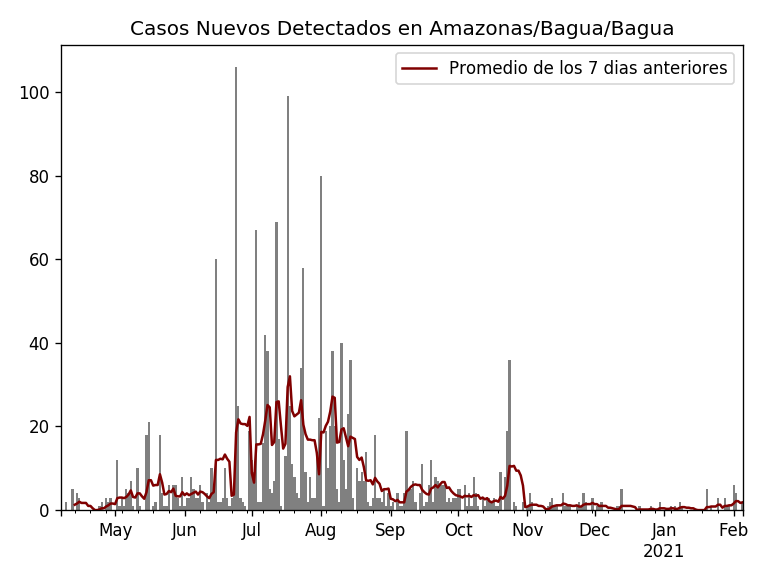 Casos Nuevos Detectados en Amazonas/Bagua/Bagua
Promedio de los 7 dias anteriores
100
80
60
40
20
0
May Jun Jul Aug Sep Oct Nov Dec Jan Feb
2021